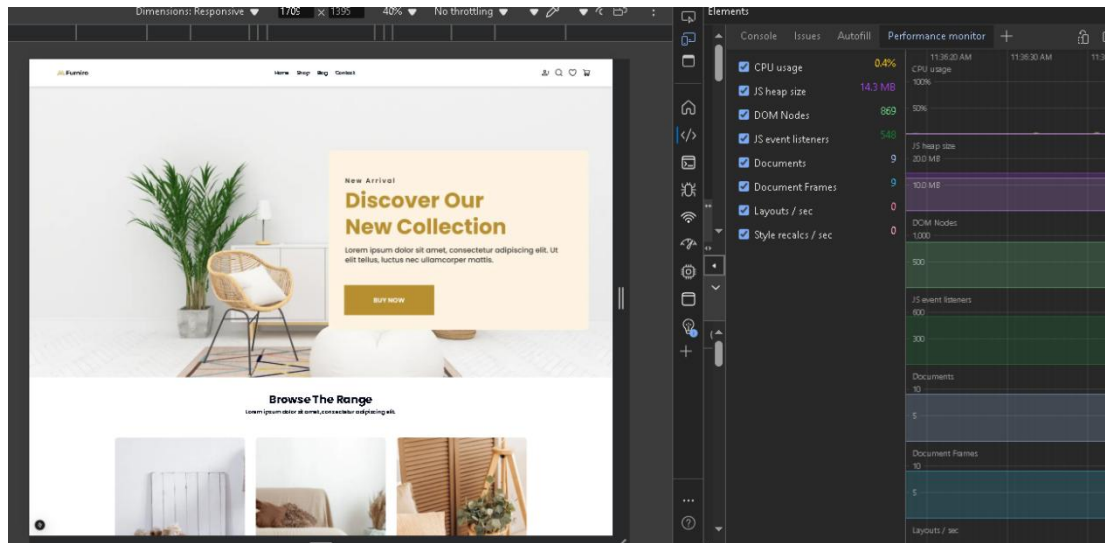 Dimensions: Responsive 1705 × 1395 40% No throttling
Furniro
Home Shop Blog Contact
New Arrival
Discover Our
New Collection
Lorem ipsum dolor sit amet, consectetur adipiscing elit. Ut
elit tellus, luctus nec ullamcorper mattis.
BUY NOW
Browse The Range
Lorem ipsum dolor sit amet, consectetur adipiscing elit.
Elements
Console Issues Autofill Performance monitor
CPU usage 0.4%
JS heap size 14.3 MB
DOM Nodes 869
JS event listeners 548
Documents 9
Document Frames 9
Layouts / sec 0
Style recalcs / sec 0
11:36:20 AM 11:36:30 AM 11:3
CPU usage
100%
50%
JS heap size
20.0 MB
10.0 MB
DOM Nodes
1,000
500
JS event listeners
600
300
Documents
10
5
Document Frames
10
5
Layouts / sec